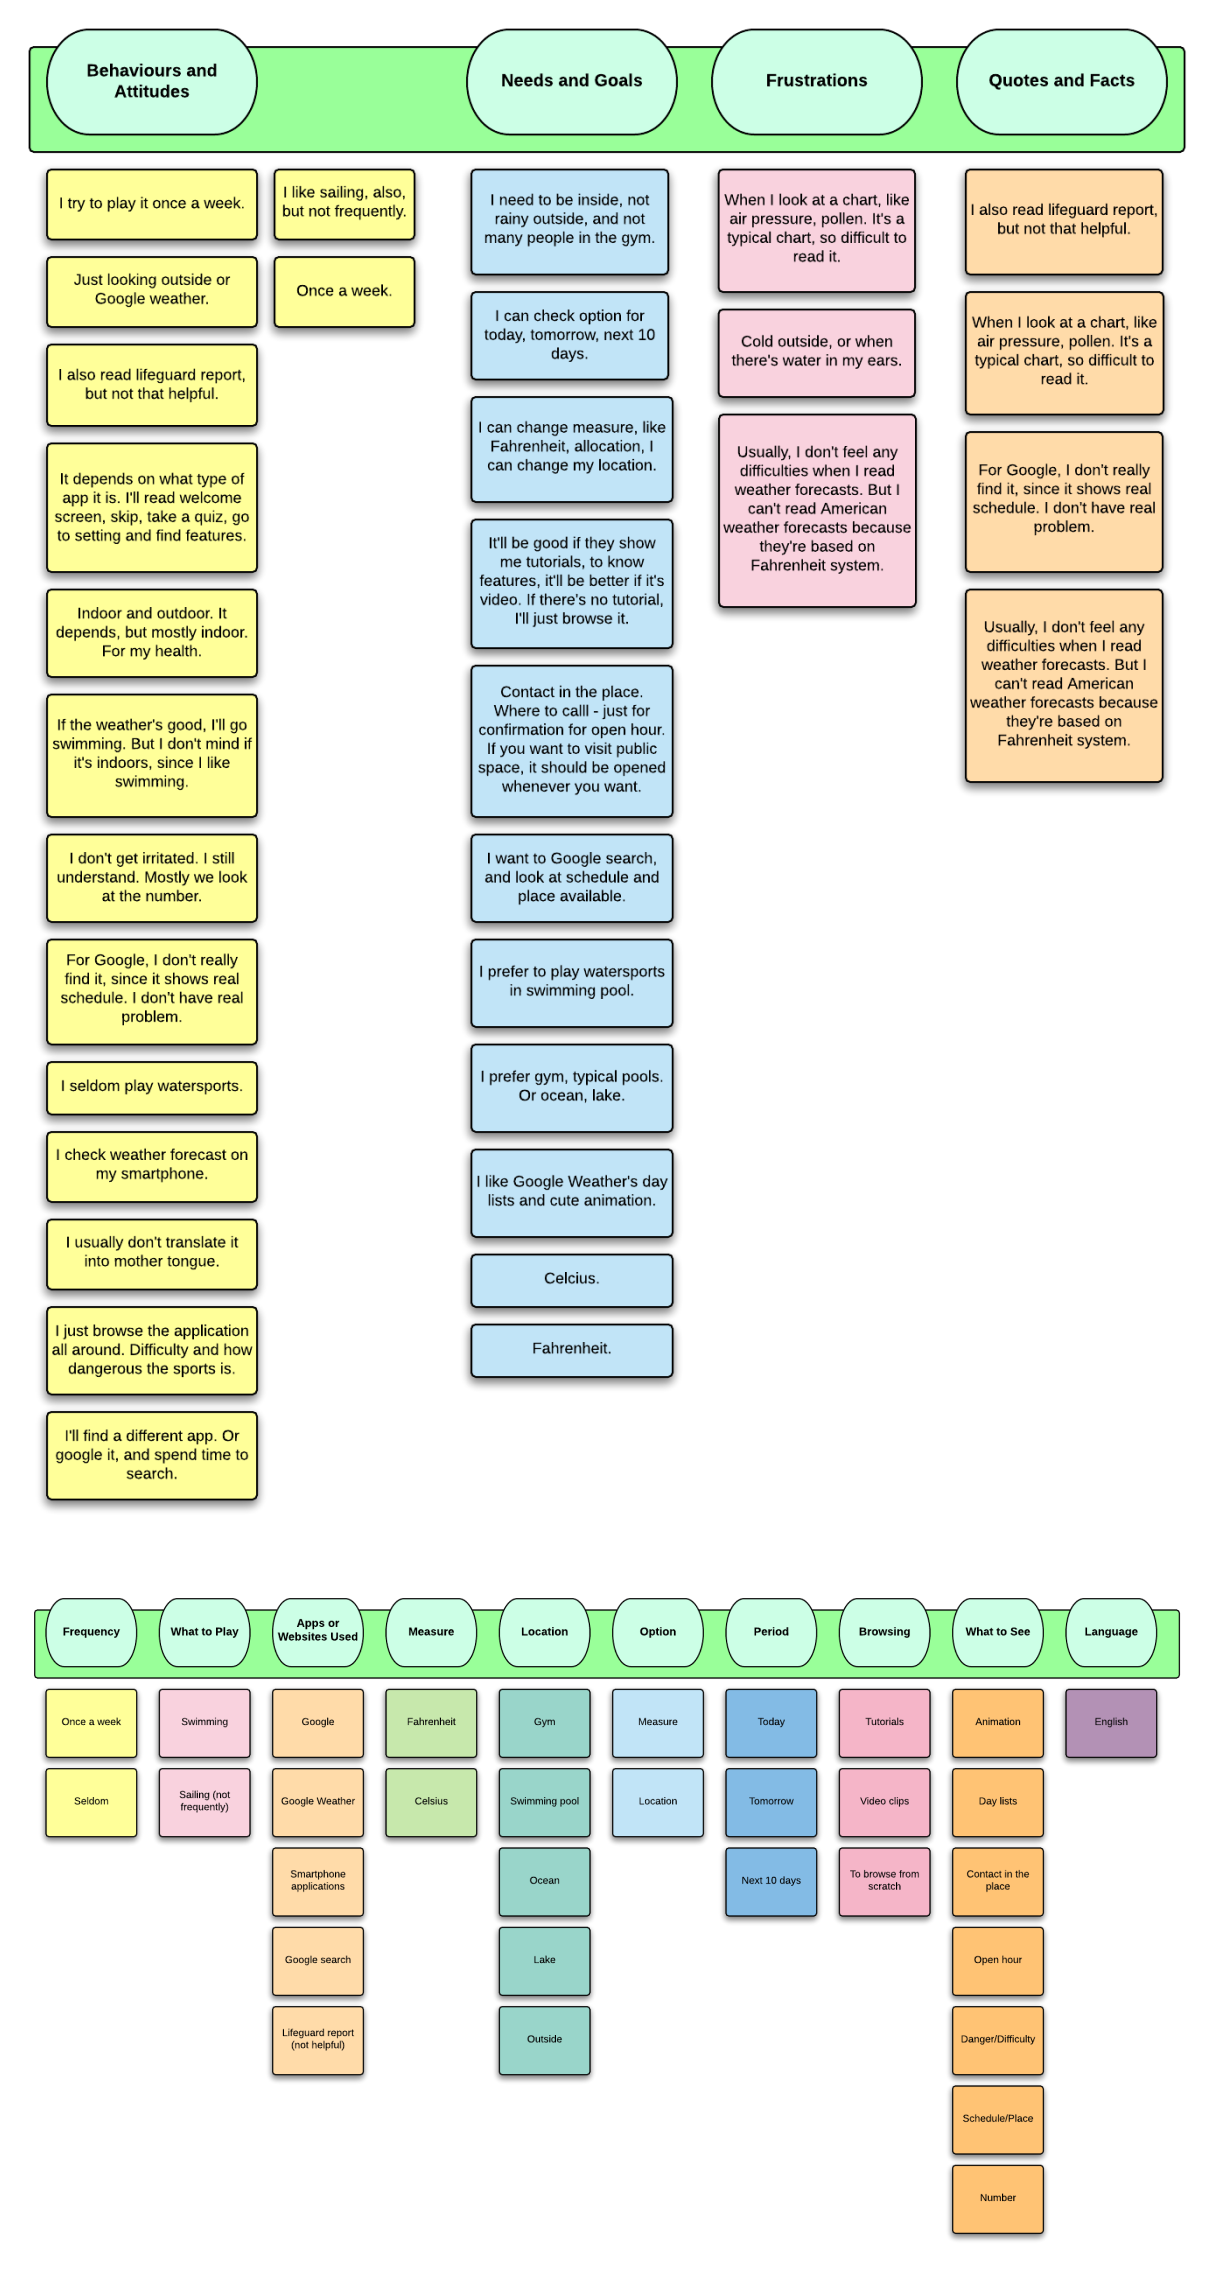 Behaviours and
Attitudes
Needs and Goals
Frustrations
Quotes and Facts
I try to play it once a week.
Just looking outside or
Google weather.
I also read lifeguard report,
but not that helpful.
It depends on what type of
app it is. I'll read welcome
screen, skip, take a quiz, go
to setting and find features.
Indoor and outdoor. It
depends, but mostly indoor.
For my health.
If the weather's good, I'll go
swimming. But I don't mind if
it's indoors, since I like
swimming.
I don't get irritated. I still
understand. Mostly we look
at the number.
For Google, I don't really
find it, since it shows real
schedule. I don't have real
problem.
I seldom play watersports.
I check weather forecast on
my smartphone.
I usually don't translate it
into mother tongue.
I just browse the application
all around. Difficulty and how
dangerous the sports is.
I'll find a different app. Or
google it, and spend time to
search.
I like sailing, also,
but not frequently.
Once a week.
I need to be inside, not
rainy outside, and not
many people in the gym.
I can check option for
today, tomorrow, next 10
days.
I can change measure, like
Fahrenheit, allocation, I
can change my location.
It'll be good if they show
me tutorials, to know
features, it'll be better if it's
video. If there's no tutorial,
I'll just browse it.
Contact in the place.
Where to calll - just for
confirmation for open hour.
If you want to visit public
space, it should be opened
whenever you want.
I want to Google search,
and look at schedule and
place available.
I prefer to play watersports
in swimming pool.
I prefer gym, typical pools.
Or ocean, lake.
I like Google Weather's day
lists and cute animation.
Celcius.
Fahrenheit.
When I look at a chart, like
air pressure, pollen. It's a
typical chart, so difficult to
read it.
Cold outside, or when
there's water in my ears.
Usually, I don't feel any
difficulties when I read
weather forecasts. But I
can't read American
weather forecasts because
they're based on
Fahrenheit system.
I also read lifeguard report,
but not that helpful.
When I look at a chart, like
air pressure, pollen. It's a
typical chart, so difficult to
read it.
For Google, I don't really
find it, since it shows real
schedule. I don't have real
problem.
Usually, I don't feel any
difficulties when I read
weather forecasts. But I
can't read American
weather forecasts because
they're based on
Fahrenheit system.
Frequency
What to Play
Apps or
Websites Used
Measure
Location
Option
Period
Browsing
What to See
Language
Once a week
Seldom
Swimming
Sailing (not
frequently)
Google
Google Weather
Smartphone
applications
Google search
Lifeguard report
(not helpful)
Fahrenheit
Celsius
Gym
Swimming pool
Ocean
Lake
Outside
Measure
Location
Today
Tomorrow
Next 10 days
Tutorials
Video clips
To browse from
scratch
Animation
Day lists
Contact in the
place
Open hour
Danger/Difficulty
Schedule/Place
Number
English